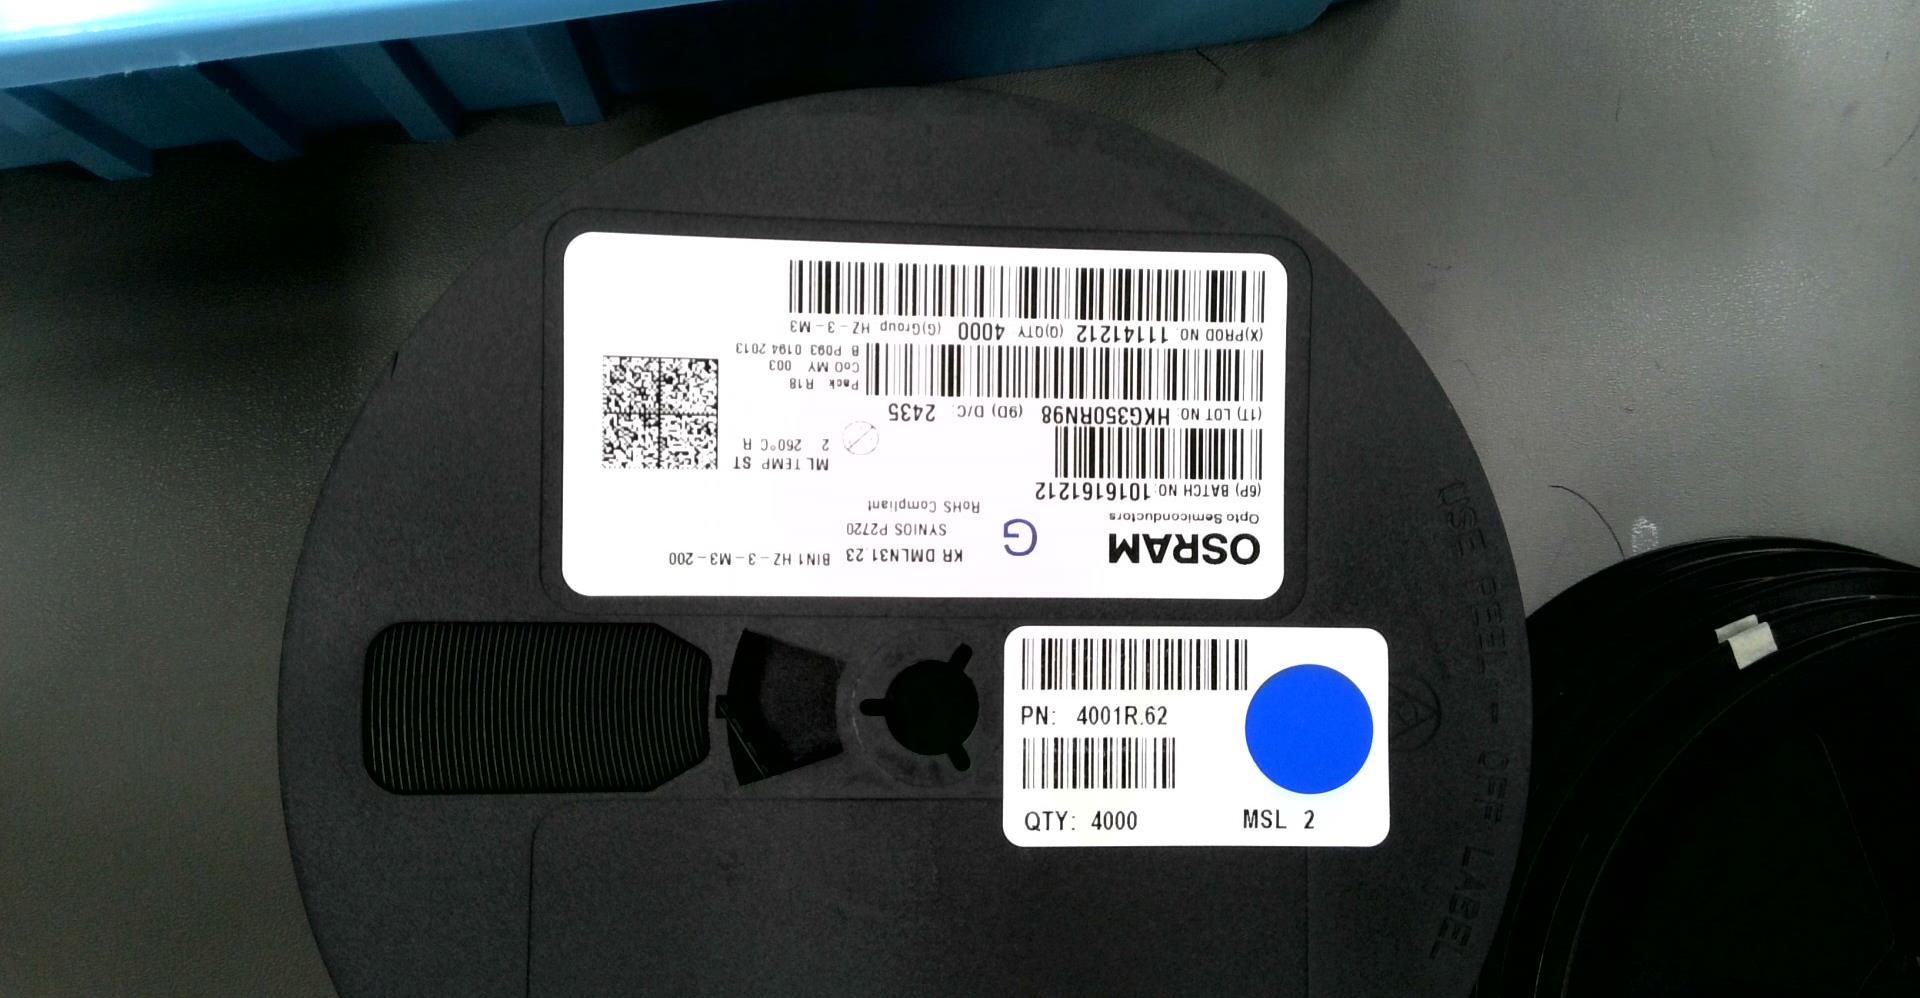 OSRAM
Opto Semiconductors
KR DMLN31.23 BIN1 HZ-3-M3-200
SYNIOS P2720
G
RoHS Compliant
(6P) BATCH NO: 10161612​12
ML TEMP ST
2 260°C R
(1T) LOT NO: HKG350RN98 (9D) D/C: 2435
Pack R18
CoO MY 003
B P093 0194 2013
(X)PROD NO: 11141212 (Q)QTY 4000 (G)Group HZ-3-M3
PN: 4001R.62
QTY: 4000
MSL 2
USE PEEL-OFF LABEL